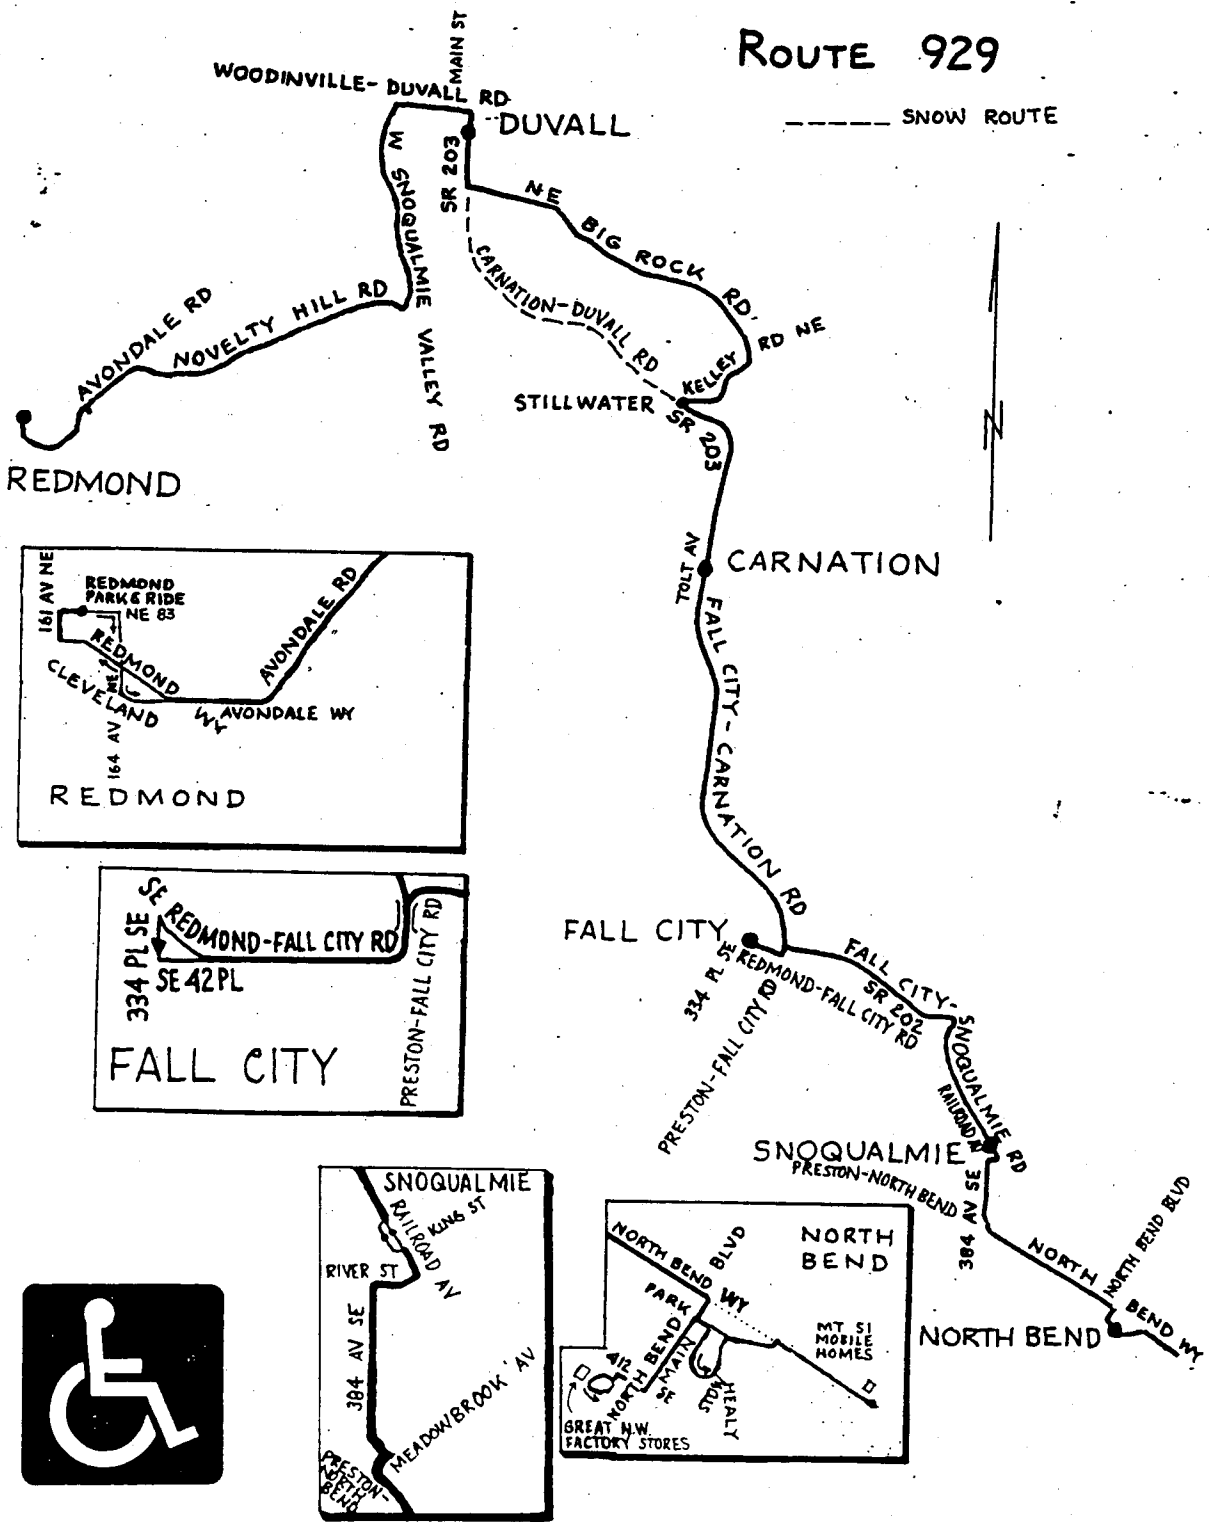 ROUTE 929
SNOW ROUTE
MAIN ST
WOODINVILLE-DUVALL RD
DUVALL
SR 203
W SNOQUALMIE VALLEY RD
NE BIG ROCK RD
CARNATION-DUVALL RD
KELLEY RD NE
AVONDALE RD
NOVELTY HILL RD
STILLWATER
SR 203
REDMOND
N
TOLT AV
CARNATION
FALL CITY-CARNATION RD
161 AV NE
REDMOND
PARK & RIDE
NE 83
REDMOND WY
CLEVELAND
164 AV NE
AVONDALE RD
AVONDALE WY
REDMOND
334 PL SE
SE REDMOND-FALL CITY RD
SE 42 PL
PRESTON-FALL CITY RD
FALL CITY
FALL CITY
334 PL SE
REDMOND-FALL CITY RD
PRESTON-FALL CITY RD
FALL CITY-SNOQUALMIE RD
SR 202
RAILROAD AV
SNOQUALMIE
PRESTON-NORTH BEND
384 AV SE
NORTH BEND WY
NORTH BEND BLVD
NORTH BEND
SNOQUALMIE
KING ST
RAILROAD AV
RIVER ST
384 AV SE
MEADOWBROOK AV
PRESTON-
NORTH
BEND
NORTH
BEND
NORTH BEND WY
PARK
NORTH BEND BLVD
MAIN
SE
HEALY
412
MT SI
MOBILE
HOMES
GREAT N.W.
FACTORY STORES